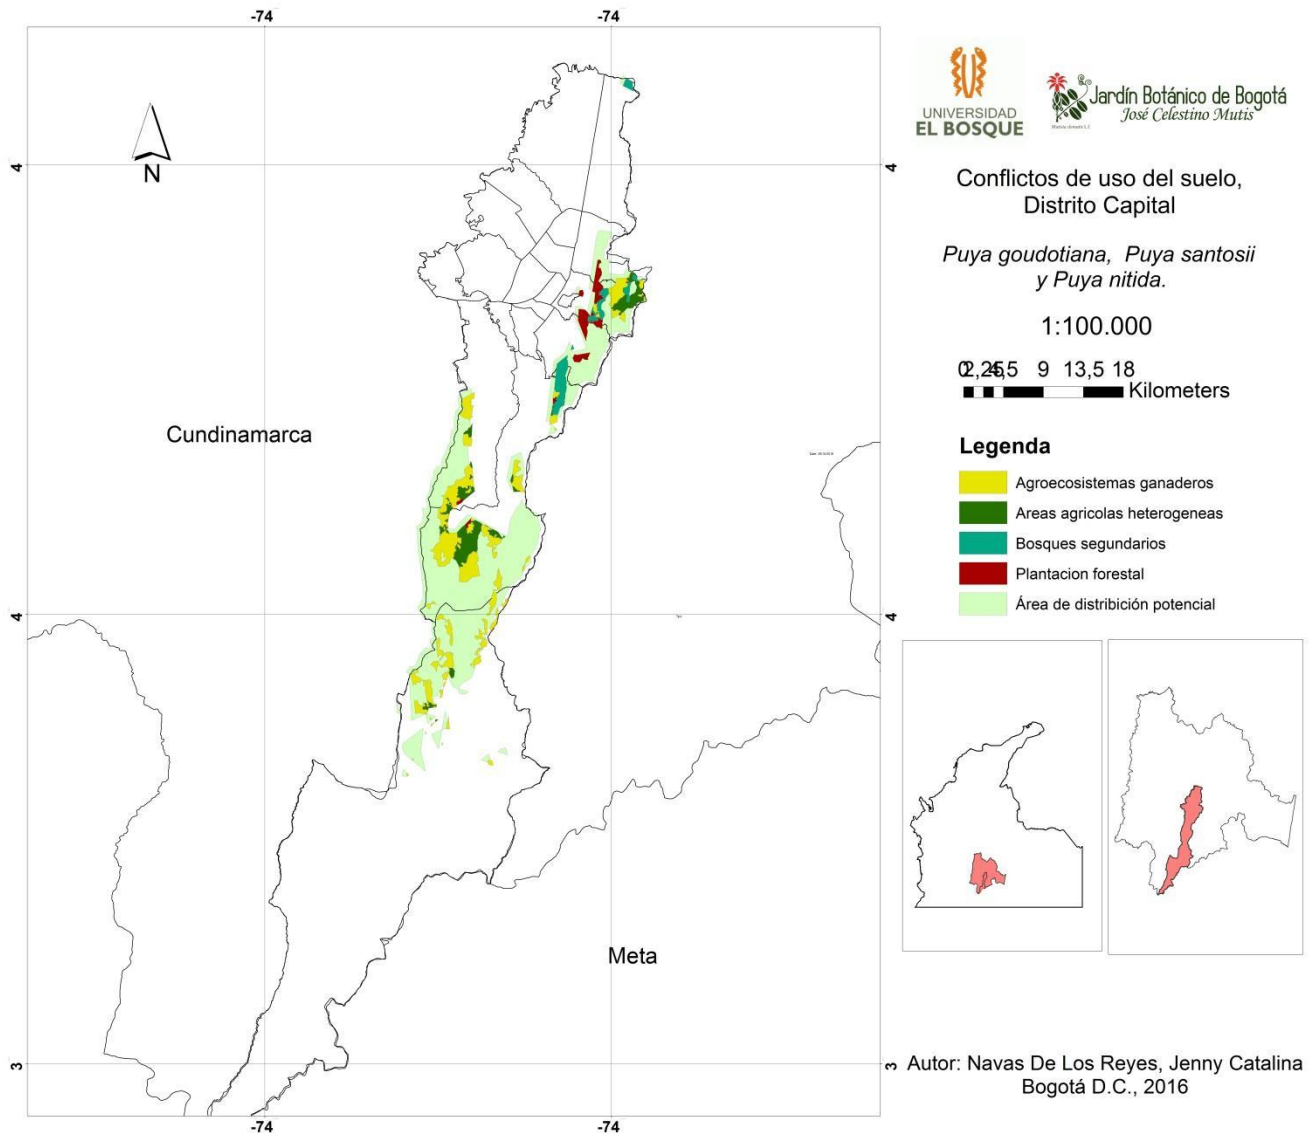 -74
-74
4
4
N
UNIVERSIDAD
EL BOSQUE
Jardín Botánico de Bogotá
José Celestino Mutis
Conflictos de uso del suelo,
Distrito Capital
Puya goudotiana, Puya santosii
y Puya nitida.
1:100.000
0 2,25 4,5 9 13,5 18
Kilometers
Cundinamarca
Legenda
Agroecosistemas ganaderos
Areas agricolas heterogeneas
Bosques segundarios
Plantacion forestal
Área de distribición potencial
4
4
Meta
3
3
Autor: Navas De Los Reyes, Jenny Catalina
Bogotá D.C., 2016
-74
-74